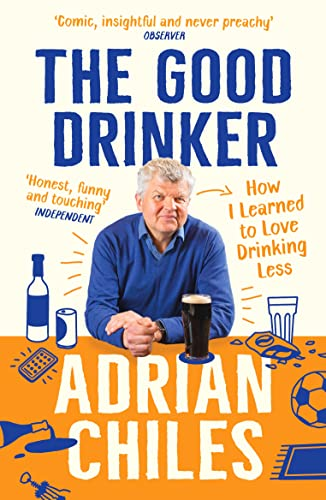 ‘Comic, insightful and never preachy’
OBSERVER
THE GOOD
DRINKER
‘Honest, funny
and touching’
INDEPENDENT
How
I Learned
to Love
Drinking
Less
ADRIAN
CHILES